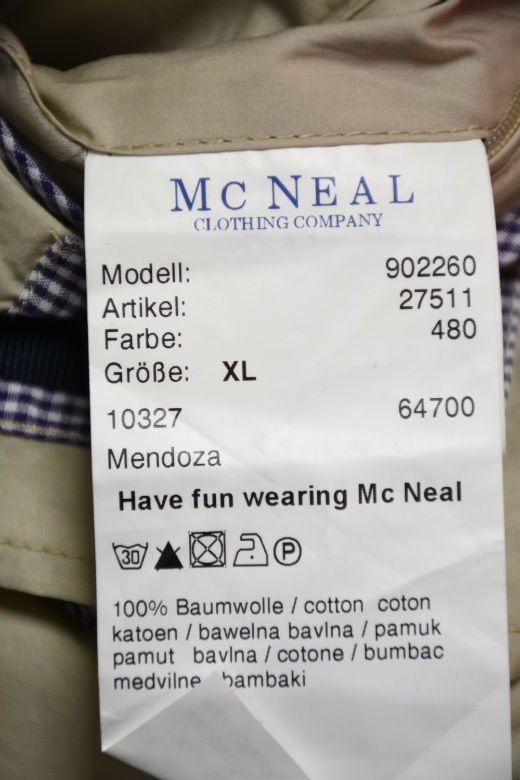 MC NEAL
CLOTHING COMPANY
Modell: 902260
Artikel: 27511
Farbe: 480
Größe: XL
10327 64700
Mendoza
Have fun wearing Mc Neal
30 P
100% Baumwolle / cotton coton
katoen / bawelna bavlna / pamuk
pamut bavlna / cotone / bumbac
medvilne bambaki